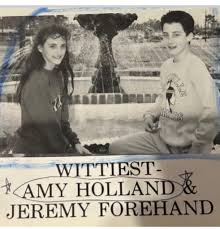 WITTIEST-
AMY HOLLAND &
JEREMY FOREHAND